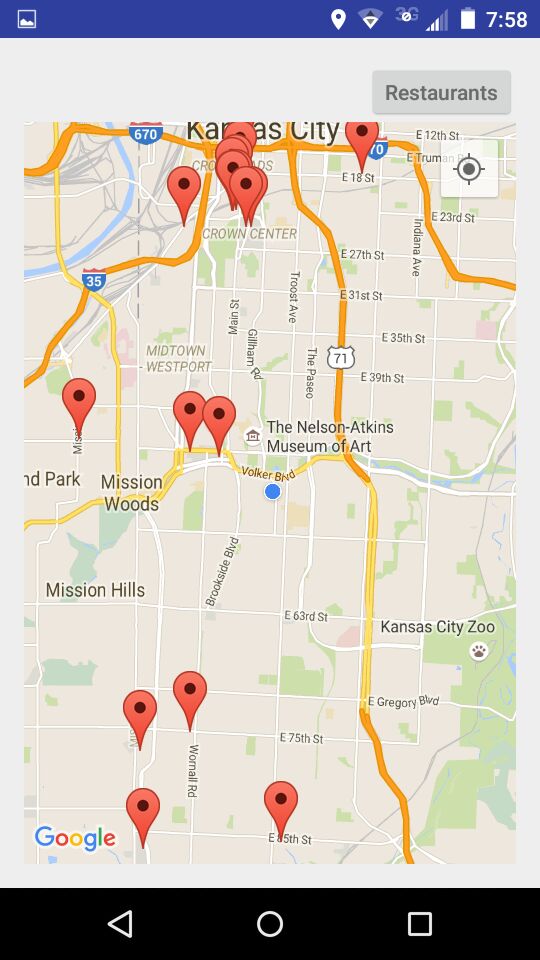 3G
7:58
Restaurants
670
Kansas City
E 12th St
E Truman Rd
70
E 18 St
E 23rd St
CROWN CENTER
Indiana Ave
E 27th St
35
E 31st St
Troost Ave
Main St
E 35th St
Gillham Rd
MIDTOWN
- WESTPORT
The Paseo
71
E 39th St
The Nelson-Atkins
Museum of Art
Volker Blvd
nd Park
Mission
Woods
Brookside Blvd
Mission Hills
E 63rd St
Kansas City Zoo
E Gregory Blvd
E 75th St
Wornall Rd
E 85th St
Google